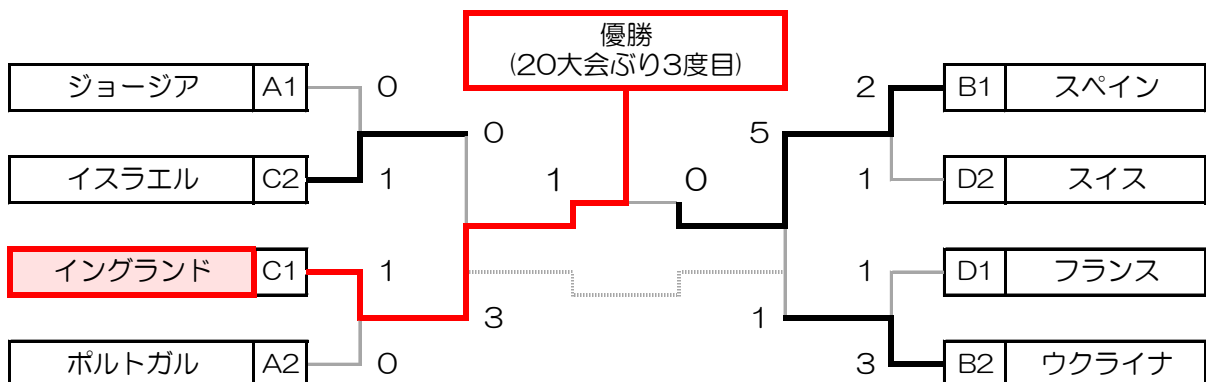 優勝
(20大会ぶり3度目)
ジョージア A1 0
2 B1 スペイン
0
5
イスラエル C2 1
1 0
1 D2 スイス
イングランド C1 1
1 D1 フランス
3
1
ポルトガル A2 0
3 B2 ウクライナ